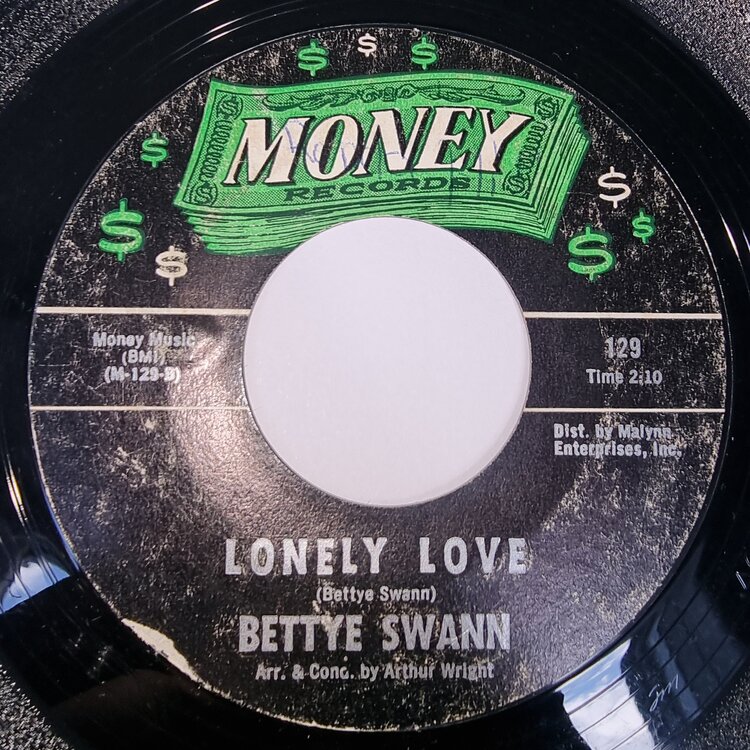 $ $ $
MONEY
RECORDS
$ $
$ $
$ $
$
Money Music
(BMI)
(M-129-B)
129
Time 2:10
Dist. by Malynn
Enterprises, Inc.
LONELY LOVE
(Bettye Swann)
BETTYE SWANN
Arr. & Cond. by Arthur Wright